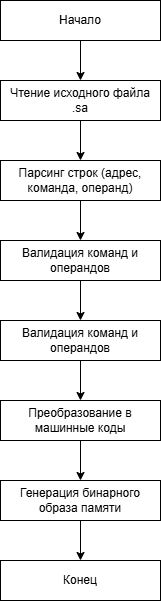 Начало
Чтение исходного файла
.sa
Парсинг строк (адрес,
команда, операнд)
Валидация команд и
операндов
Валидация команд и
операндов
Преобразование в
машинные коды
Генерация бинарного
образа памяти
Конец